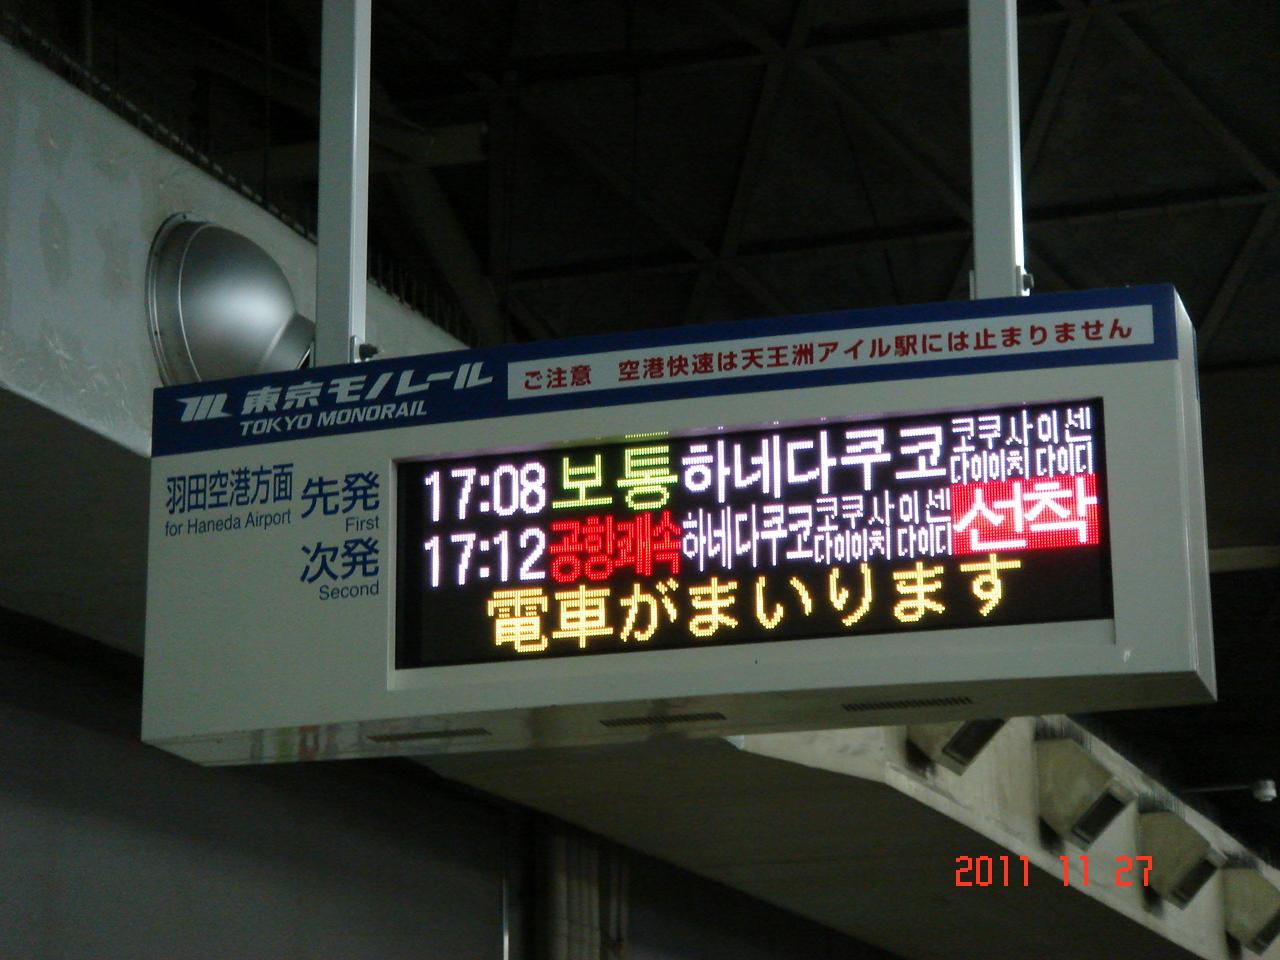 東京モノレール
TOKYO MONORAIL
ご注意 空港快速は天王洲アイル駅には止まりません
羽田空港方面
for Haneda Airport
先発
First
17:08 보통 하네다쿠코 코쿠사이센 다이이치 다이디
次発
Second
17:12 공항쾌속 하네다쿠코 코쿠사이센 다이이치 다이디 선착
電車がまいります
2011 11 27